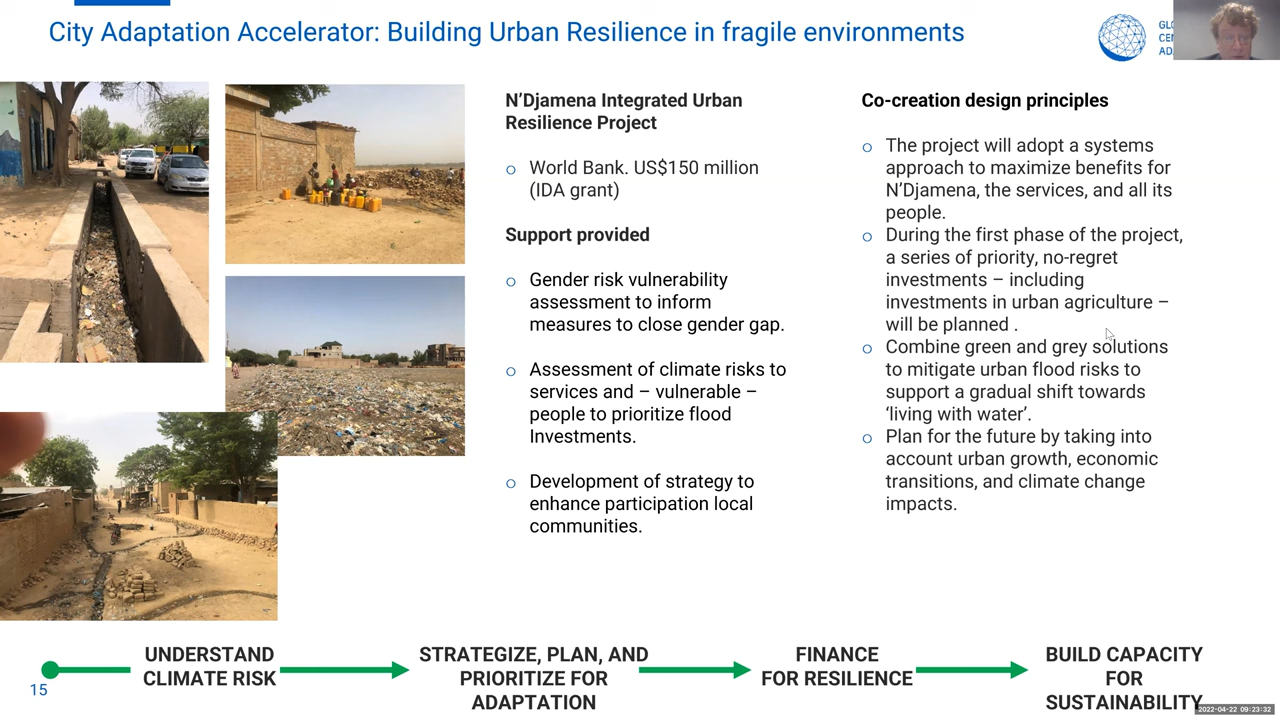 City Adaptation Accelerator: Building Urban Resilience in fragile environments
N'Djamena Integrated Urban
Resilience Project
World Bank. US$150 million
(IDA grant)
Support provided
Gender risk vulnerability
assessment to inform
measures to close gender gap.
Assessment of climate risks to
services and – vulnerable –
people to prioritize flood
Investments.
Development of strategy to
enhance participation local
communities.
Co-creation design principles
The project will adopt a systems
approach to maximize benefits for
N'Djamena, the services, and all its
people.
During the first phase of the project,
a series of priority, no-regret
investments – including
investments in urban agriculture –
will be planned .
Combine green and grey solutions
to mitigate urban flood risks to
support a gradual shift towards
‘living with water’.
Plan for the future by taking into
account urban growth, economic
transitions, and climate change
impacts.
UNDERSTAND
CLIMATE RISK
STRATEGIZE, PLAN, AND
PRIORITIZE FOR
ADAPTATION
FINANCE
FOR RESILIENCE
BUILD CAPACITY
FOR
SUSTAINABILITY
15
2022-04-22 09:23:32